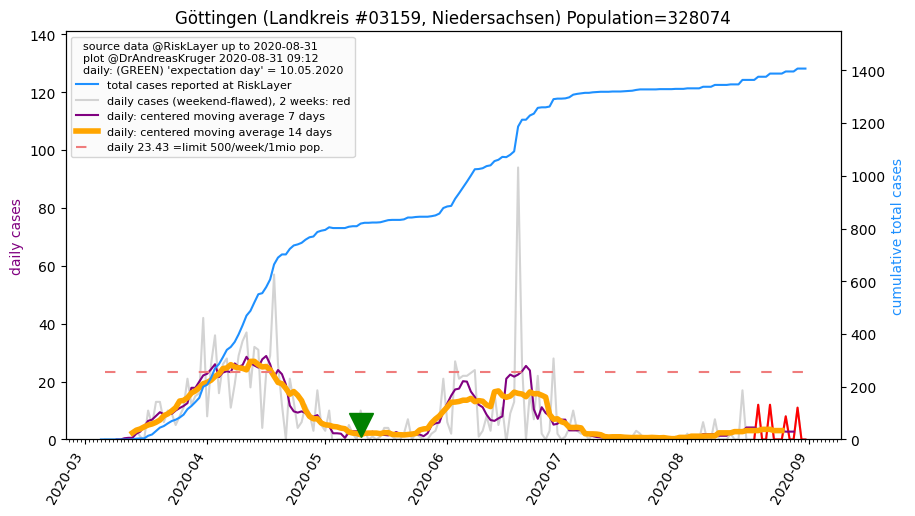 Göttingen (Landkreis #03159, Niedersachsen) Population=328074
source data @RiskLayer up to 2020-08-31
plot @DrAndreasKruger 2020-08-31 09:12
daily: (GREEN) 'expectation day' = 10.05.2020
total cases reported at RiskLayer
daily cases (weekend-flawed), 2 weeks: red
daily: centered moving average 7 days
daily: centered moving average 14 days
daily 23.43 =limit 500/week/1mio pop.
daily cases
140
120
100
80
60
40
20
0
cumulative total cases
1400
1200
1000
800
600
400
200
0
2020-03
2020-04
2020-05
2020-06
2020-07
2020-08
2020-09